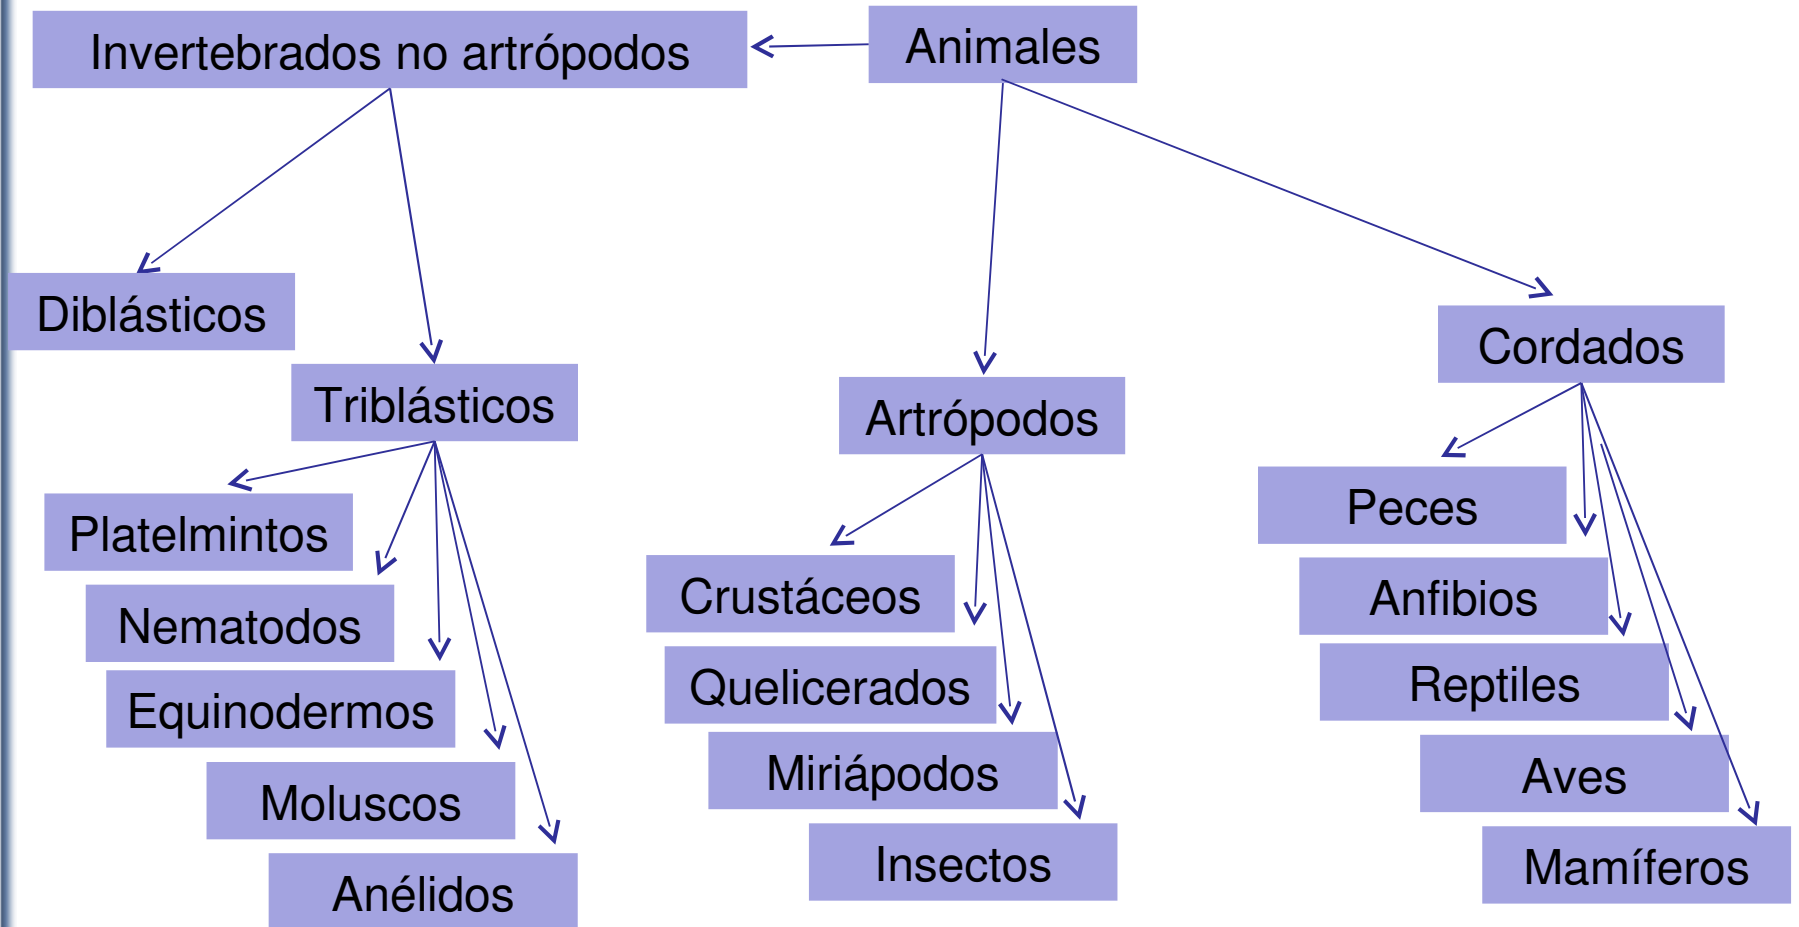 Invertebrados no artrópodos
Animales
Diblásticos
Triblásticos
Platelmintos
Nematodos
Equinodermos
Moluscos
Anélidos
Artrópodos
Crustáceos
Quelicerados
Miriápodos
Insectos
Cordados
Peces
Anfibios
Reptiles
Aves
Mamíferos